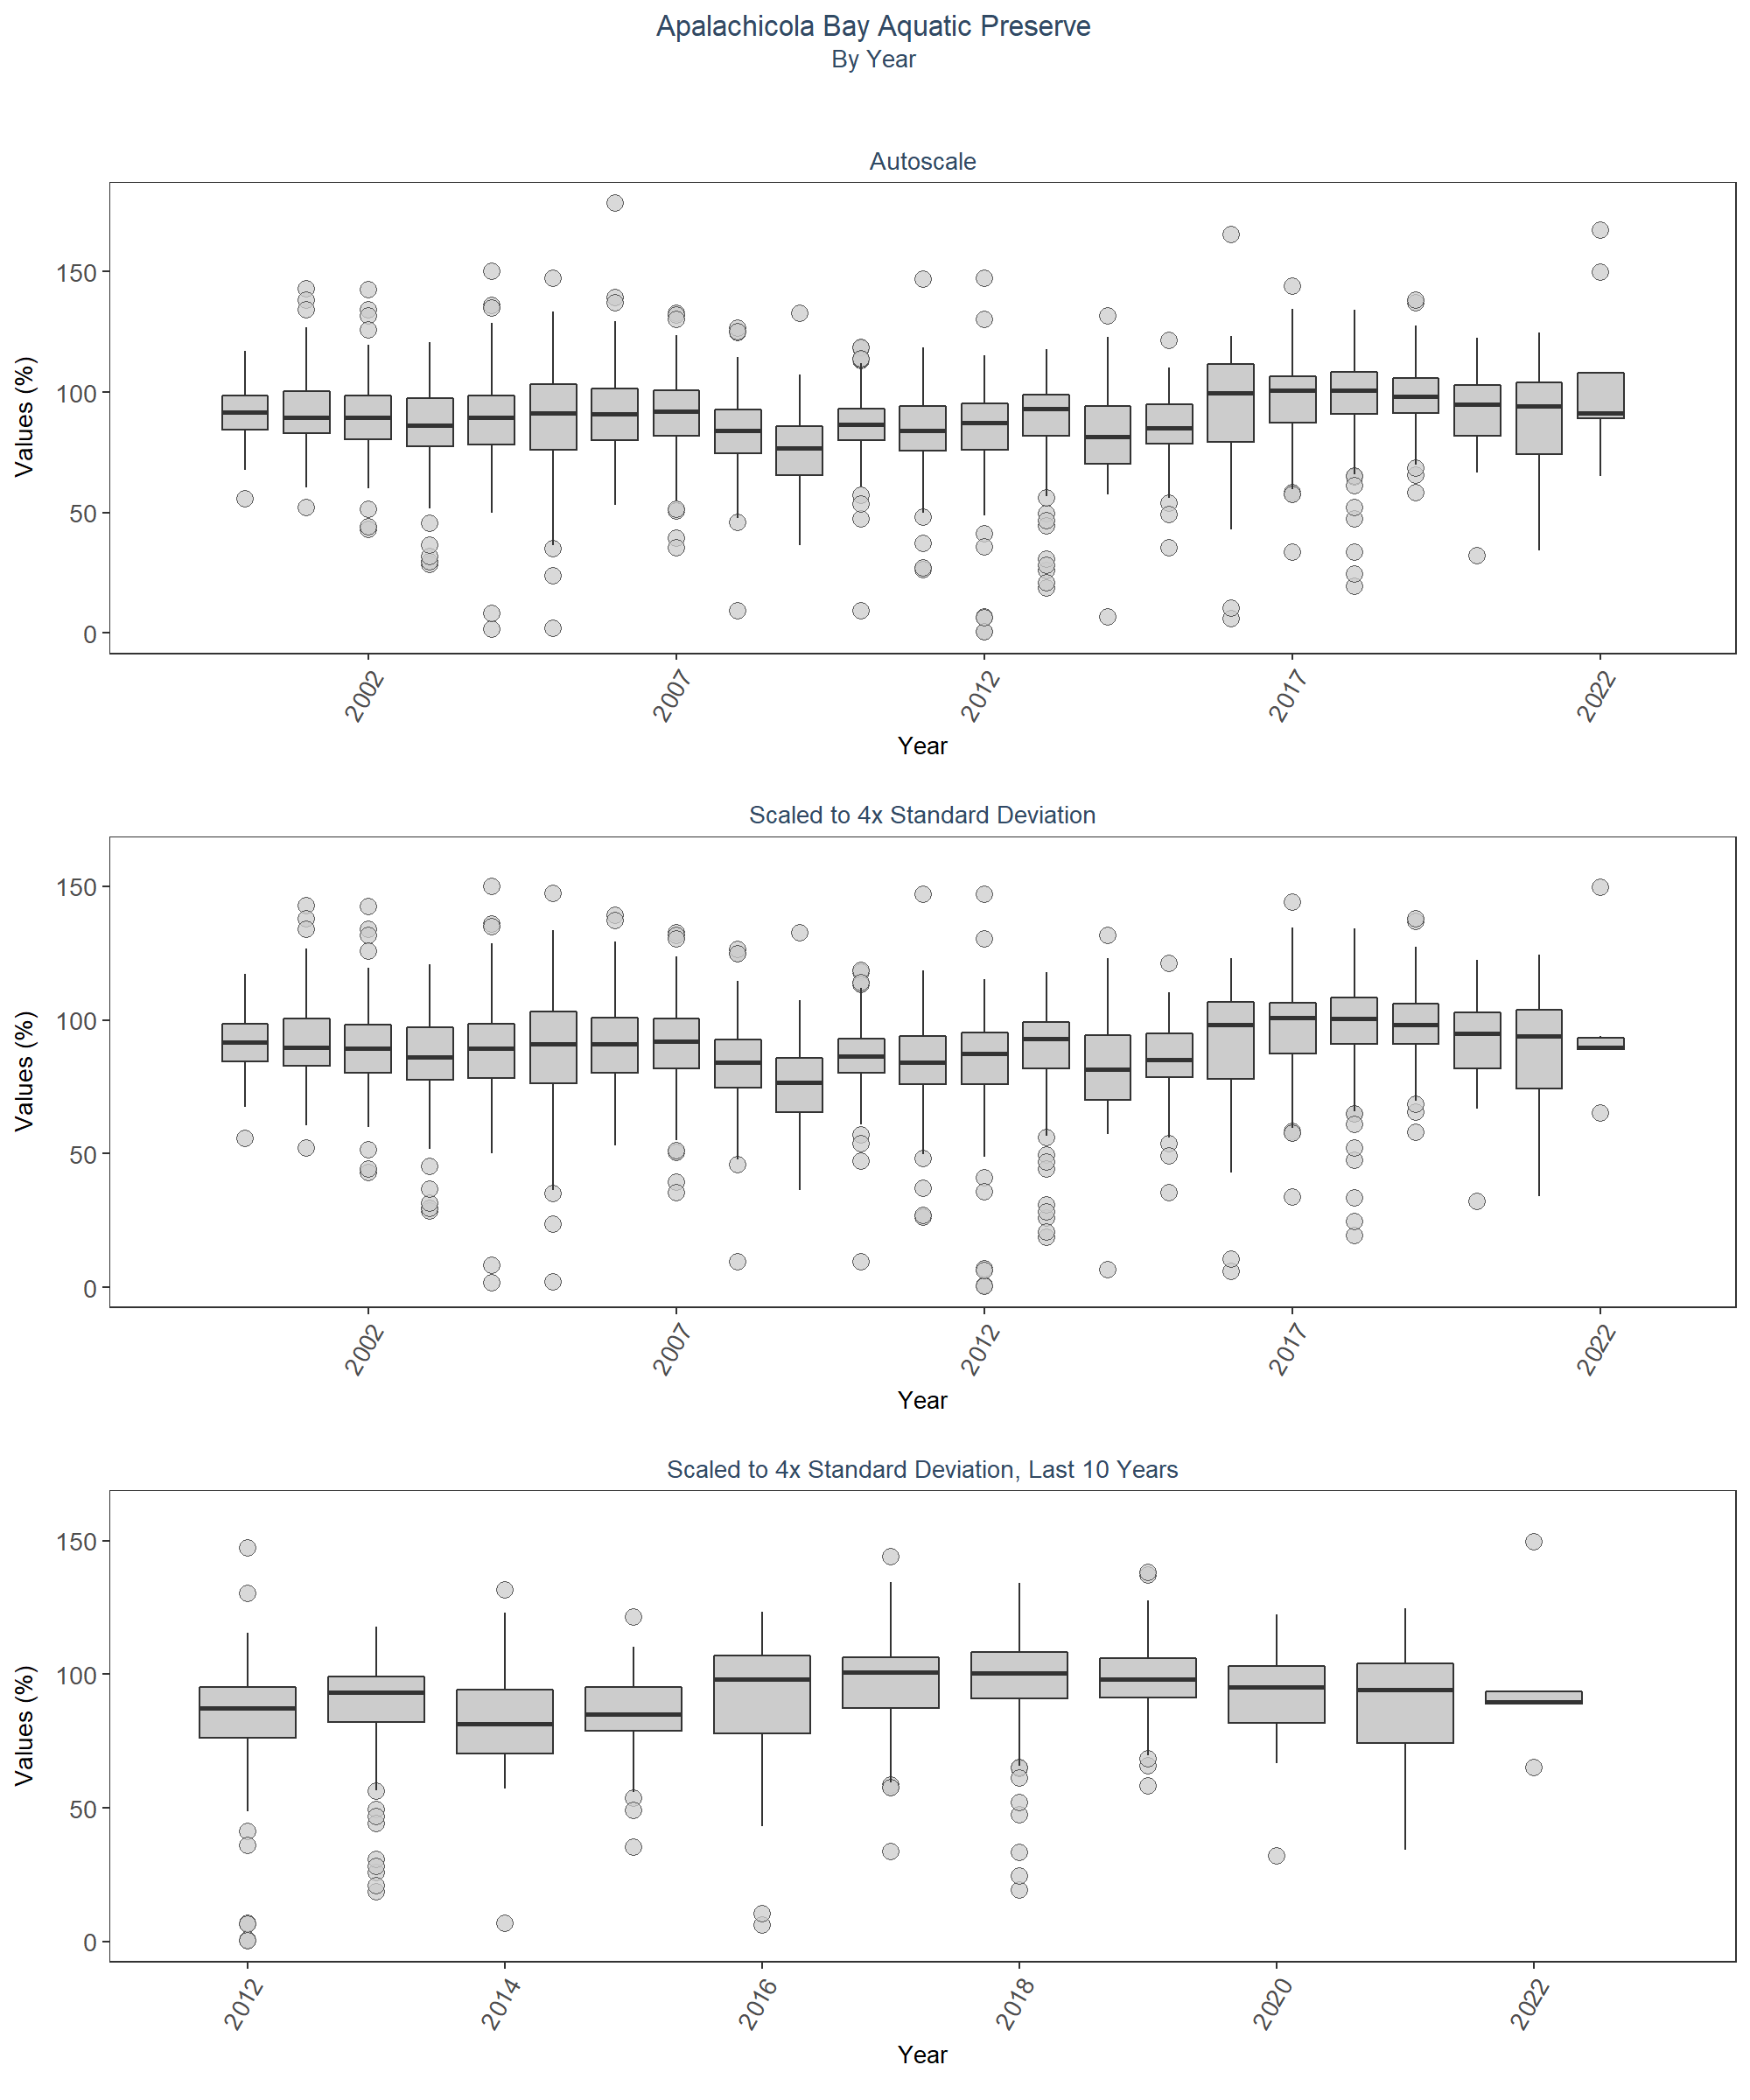 Apalachicola Bay Aquatic Preserve
By Year
Autoscale
Values (%)
150
100
50
0
2002
2007
2012
2017
2022
Year
Scaled to 4x Standard Deviation
Values (%)
150
100
50
0
2002
2007
2012
2017
2022
Year
Scaled to 4x Standard Deviation, Last 10 Years
Values (%)
150
100
50
0
2012
2014
2016
2018
2020
2022
Year